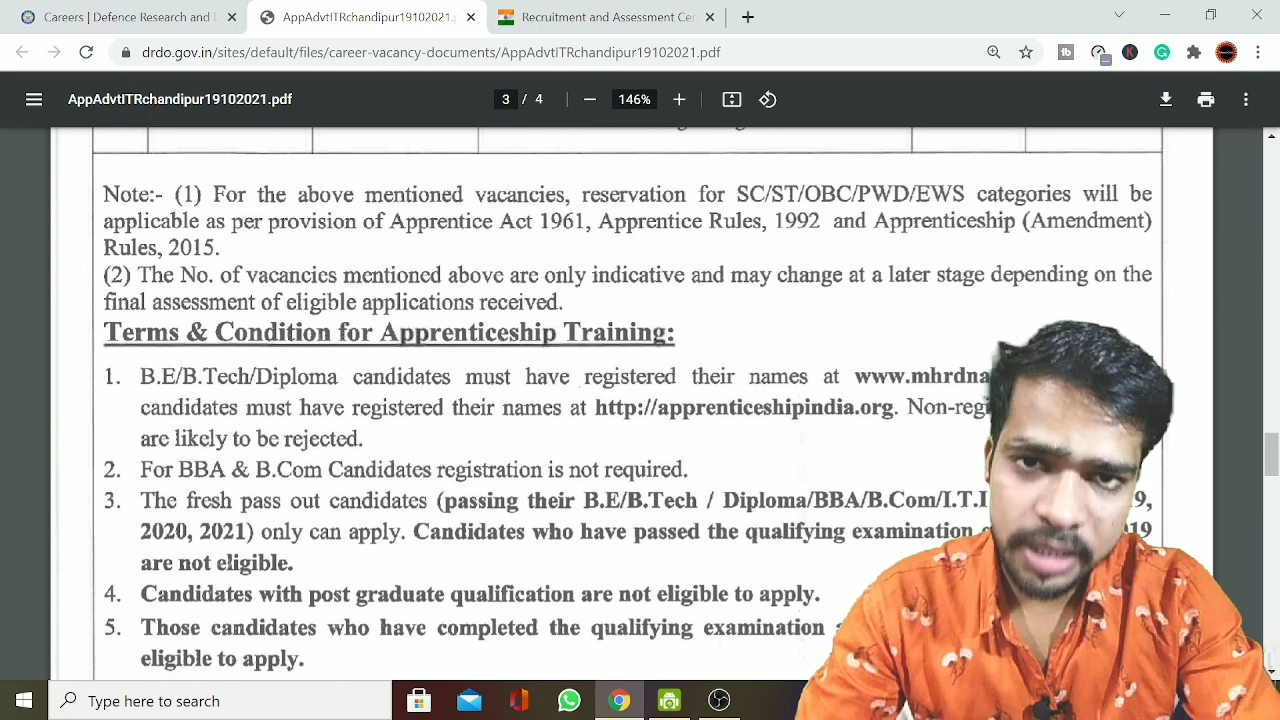 Careers | Defence Research and D
AppAdvtITRchandipur19102021.p
Recruitment and Assessment Cen
drdo.gov.in/sites/default/files/career-vacancy-documents/AppAdvtITRchandipur19102021.pdf
AppAdvtITRchandipur19102021.pdf
3 / 4
146%
Note:- (1) For the above mentioned vacancies, reservation for SC/ST/OBC/PWD/EWS categories will be
applicable as per provision of Apprentice Act 1961, Apprentice Rules, 1992 and Apprenticeship (Amendment)
Rules, 2015.
(2) The No. of vacancies mentioned above are only indicative and may change at a later stage depending on the
final assessment of eligible applications received.
Terms & Condition for Apprenticeship Training:
1. B.E/B.Tech/Diploma candidates must have registered their names at www.mhrdna
candidates must have registered their names at http://apprenticeshipindia.org. Non-regi
are likely to be rejected.
2. For BBA & B.Com Candidates registration is not required.
3. The fresh pass out candidates (passing their B.E/B.Tech / Diploma/BBA/B.Com/I.T.I 9,
2020, 2021) only can apply. Candidates who have passed the qualifying examination 19
are not eligible.
4. Candidates with post graduate qualification are not eligible to apply.
5. Those candidates who have completed the qualifying examination
eligible to apply.
Type here to search